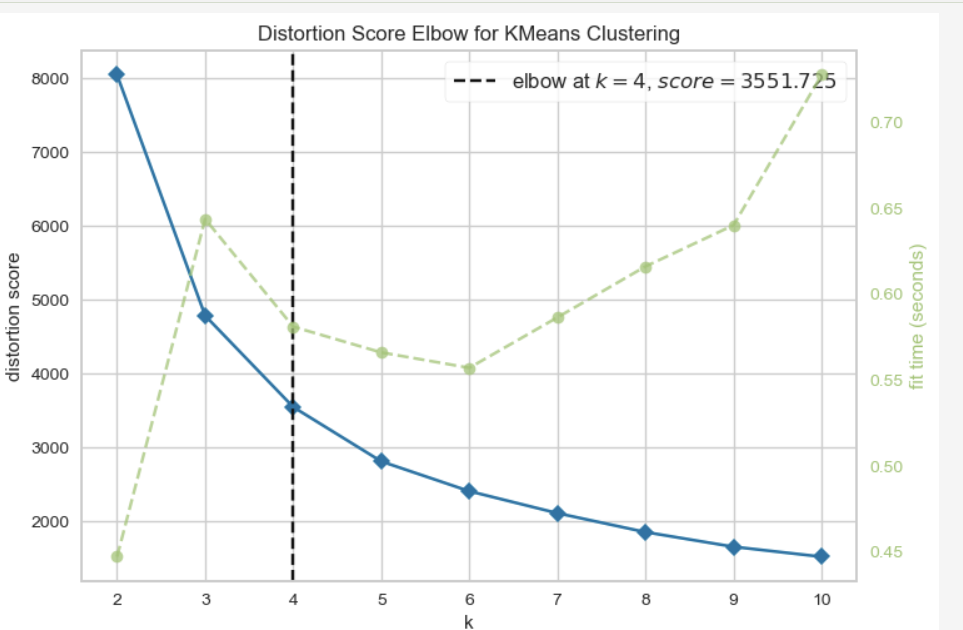 Distortion Score Elbow for KMeans Clustering
elbow at k = 4, score = 3551.725
8000
7000
6000
5000
4000
3000
2000
distortion score
0.70
0.65
0.60
0.55
0.50
0.45
fit time (seconds)
2 3 4 5 6 7 8 9 10
k